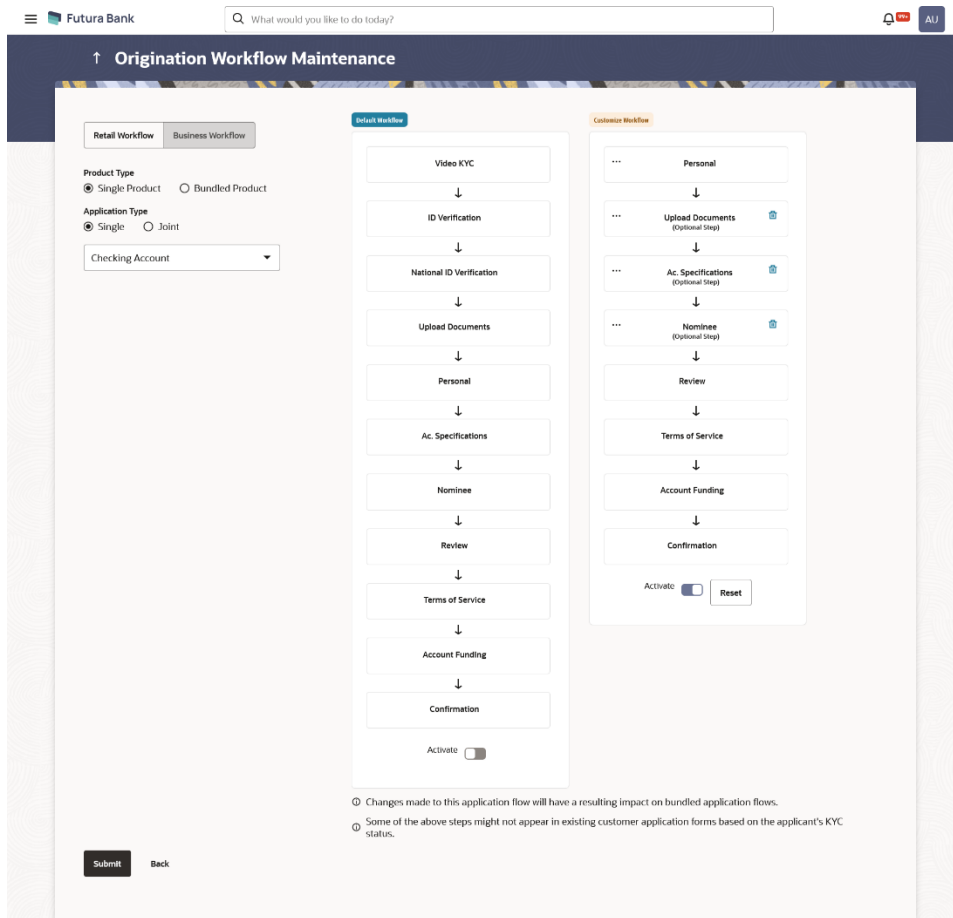 Futura Bank
What would you like to do today?
99+
AU
↑ Origination Workflow Maintenance
Retail Workflow
Business Workflow
Product Type
Single Product
Bundled Product
Application Type
Single
Joint
Checking Account
Default Workflow
Video KYC
ID Verification
National ID Verification
Upload Documents
Personal
Ac. Specifications
Nominee
Review
Terms of Service
Account Funding
Confirmation
Activate
Customize Workflow
Personal
Upload Documents
(Optional Step)
Ac. Specifications
(Optional Step)
Nominee
(Optional Step)
Review
Terms of Service
Account Funding
Confirmation
Activate
Reset
Changes made to this application flow will have a resulting impact on bundled application flows.
Some of the above steps might not appear in existing customer application forms based on the applicant's KYC
status.
Submit
Back